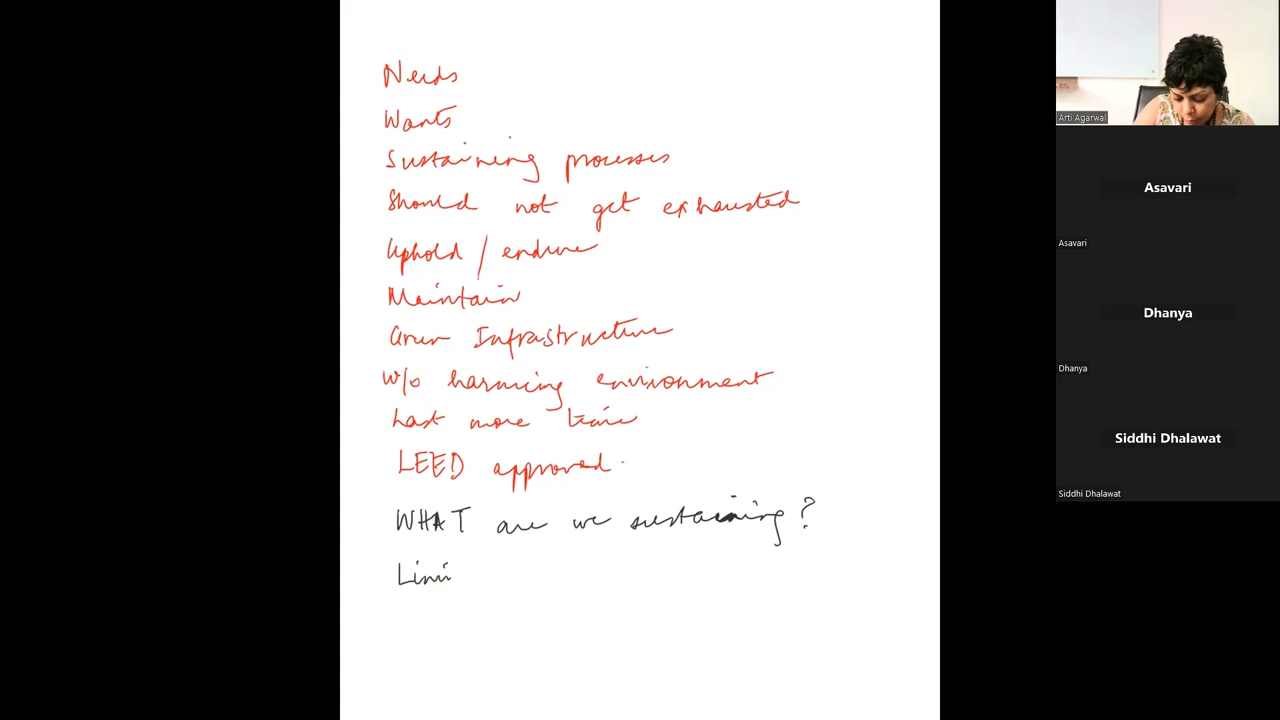 Needs
Wants
Sustaining processes
Should not get exhausted
Uphold / endure
Maintain
Green Infrastructure
w/o harming environment
Last more time
LEED approved.
WHAT are we sustaining?
Limi
Arti Agarwal
Asavari
Asavari
Dhanya
Dhanya
Siddhi Dhalawat
Siddhi Dhalawat